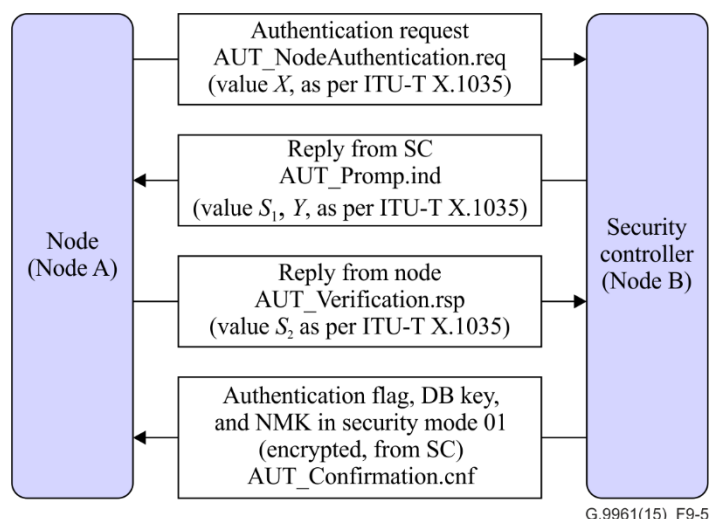 Authentication request
AUT_NodeAuthentication.req
(value X, as per ITU-T X.1035)
Reply from SC
AUT_Promp.ind
(value S₁, Y, as per ITU-T X.1035)
Node
(Node A)
Security
controller
(Node B)
Reply from node
AUT_Verification.rsp
(value S₂ as per ITU-T X.1035)
Authentication flag, DB key,
and NMK in security mode 01
(encrypted, from SC)
AUT_Confirmation.cnf
G.9961(15)_F9-5